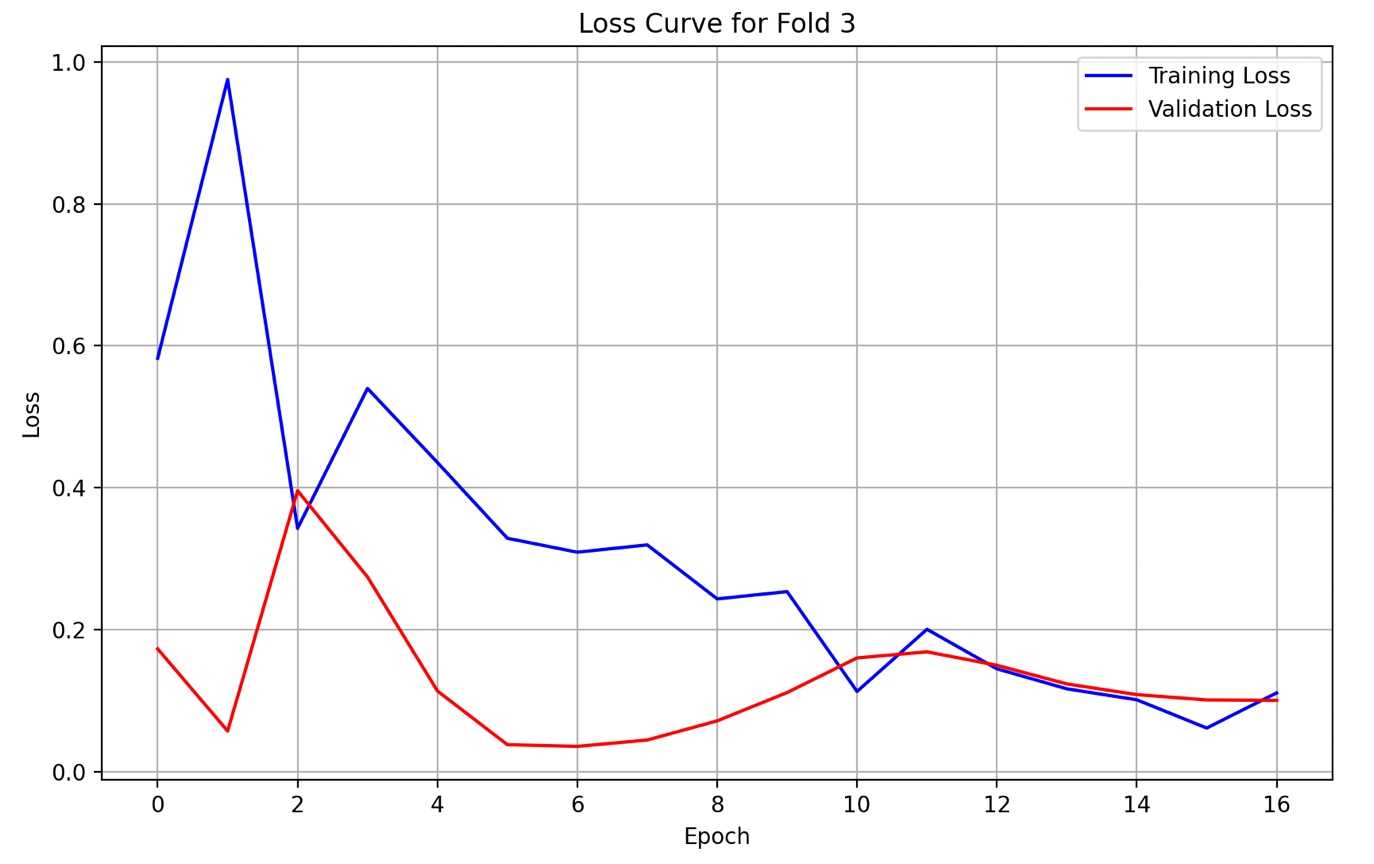 Loss Curve for Fold 3
Training Loss
Validation Loss
1.0
0.8
0.6
0.4
0.2
0.0
Loss
0 2 4 6 8 10 12 14 16
Epoch